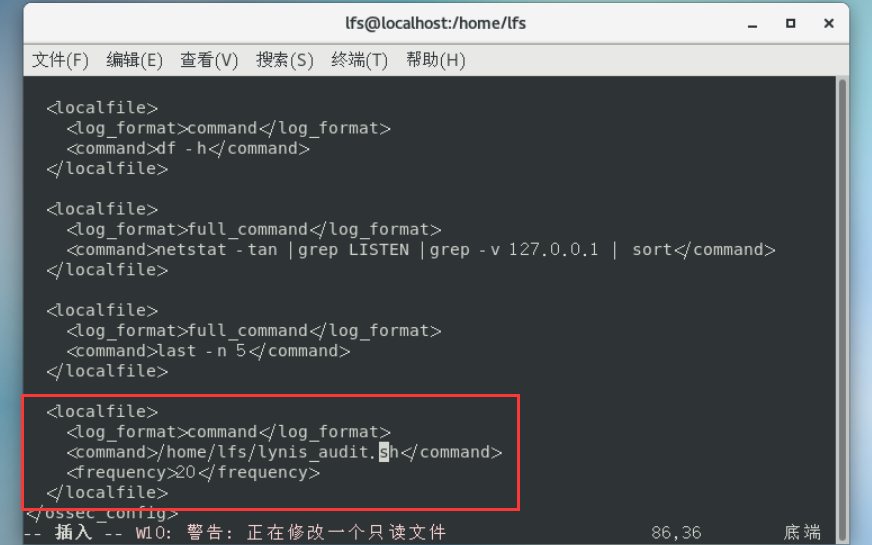 lfs@localhost:/home/lfs
文件(F) 编辑(E) 查看(V) 搜索(S) 终端(T) 帮助(H)
<localfile>
<log_format>command</log_format>
<command>df -h</command>
</localfile>
<localfile>
<log_format>full_command</log_format>
<command>netstat -tan |grep LISTEN |grep -v 127.0.0.1 | sort</command>
</localfile>
<localfile>
<log_format>full_command</log_format>
<command>last -n 5</command>
</localfile>
<localfile>
<log_format>command</log_format>
<command>/home/lfs/lynis_audit.sh</command>
<frequency>20</frequency>
</localfile>
</ossec_config>
-- 插入 -- W10: 警告: 正在修改一个只读文件 86,36 底端